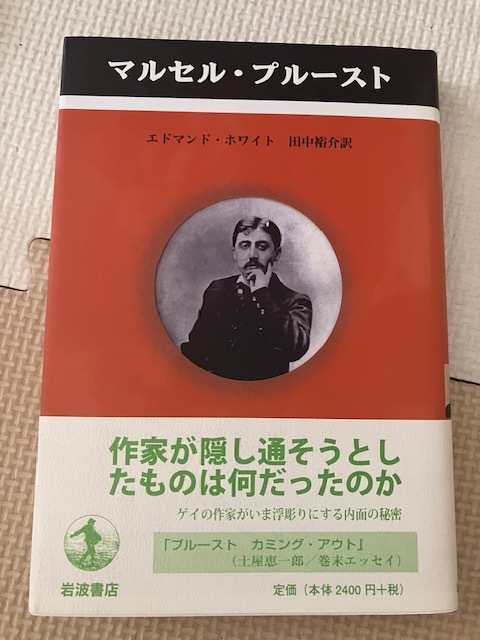 マルセル・プルースト
エドマンド・ホワイト 田中裕介訳
作家が隠し通そうとし
たものは何だったのか
ゲイの作家がいま浮彫りにする内面の秘密
「プルースト カミング・アウト」
(土屋恵一郎/巻末エッセイ)
岩波書店
定価(本体2400円+税)